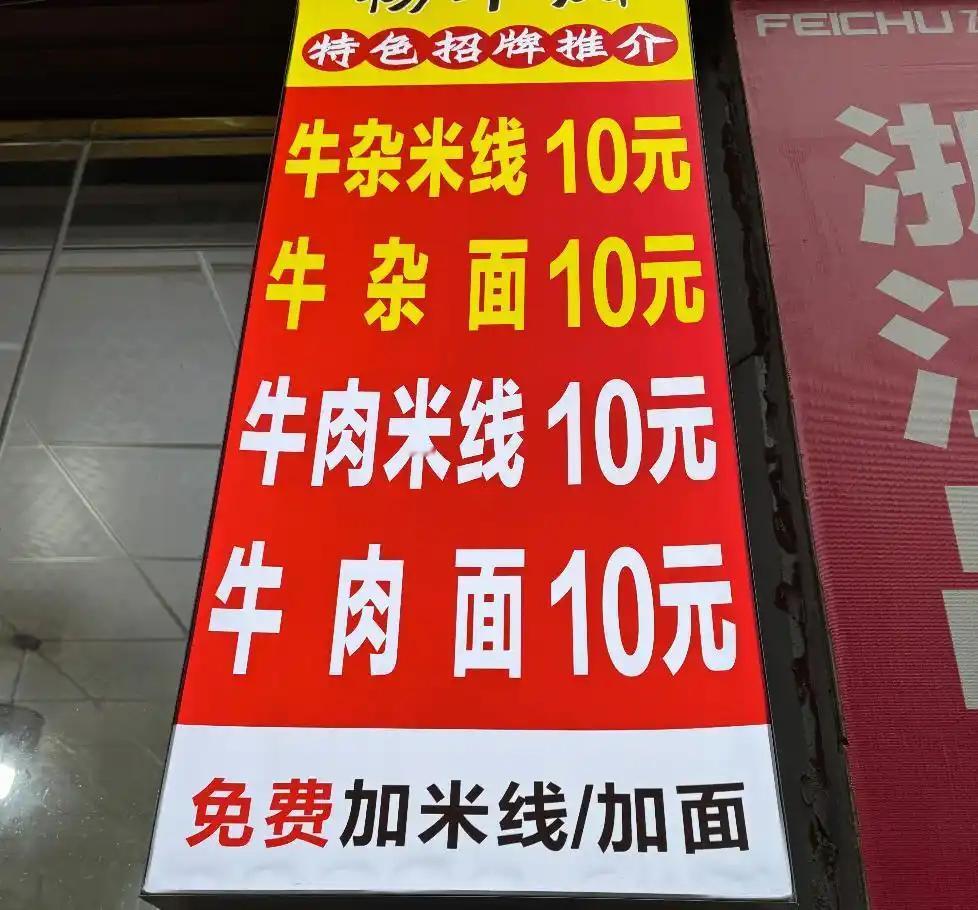 特色招牌推介
牛杂米线 10元
牛杂面 10元
牛肉米线 10元
牛肉面 10元
免费加米线/加面
FEICHU
浙